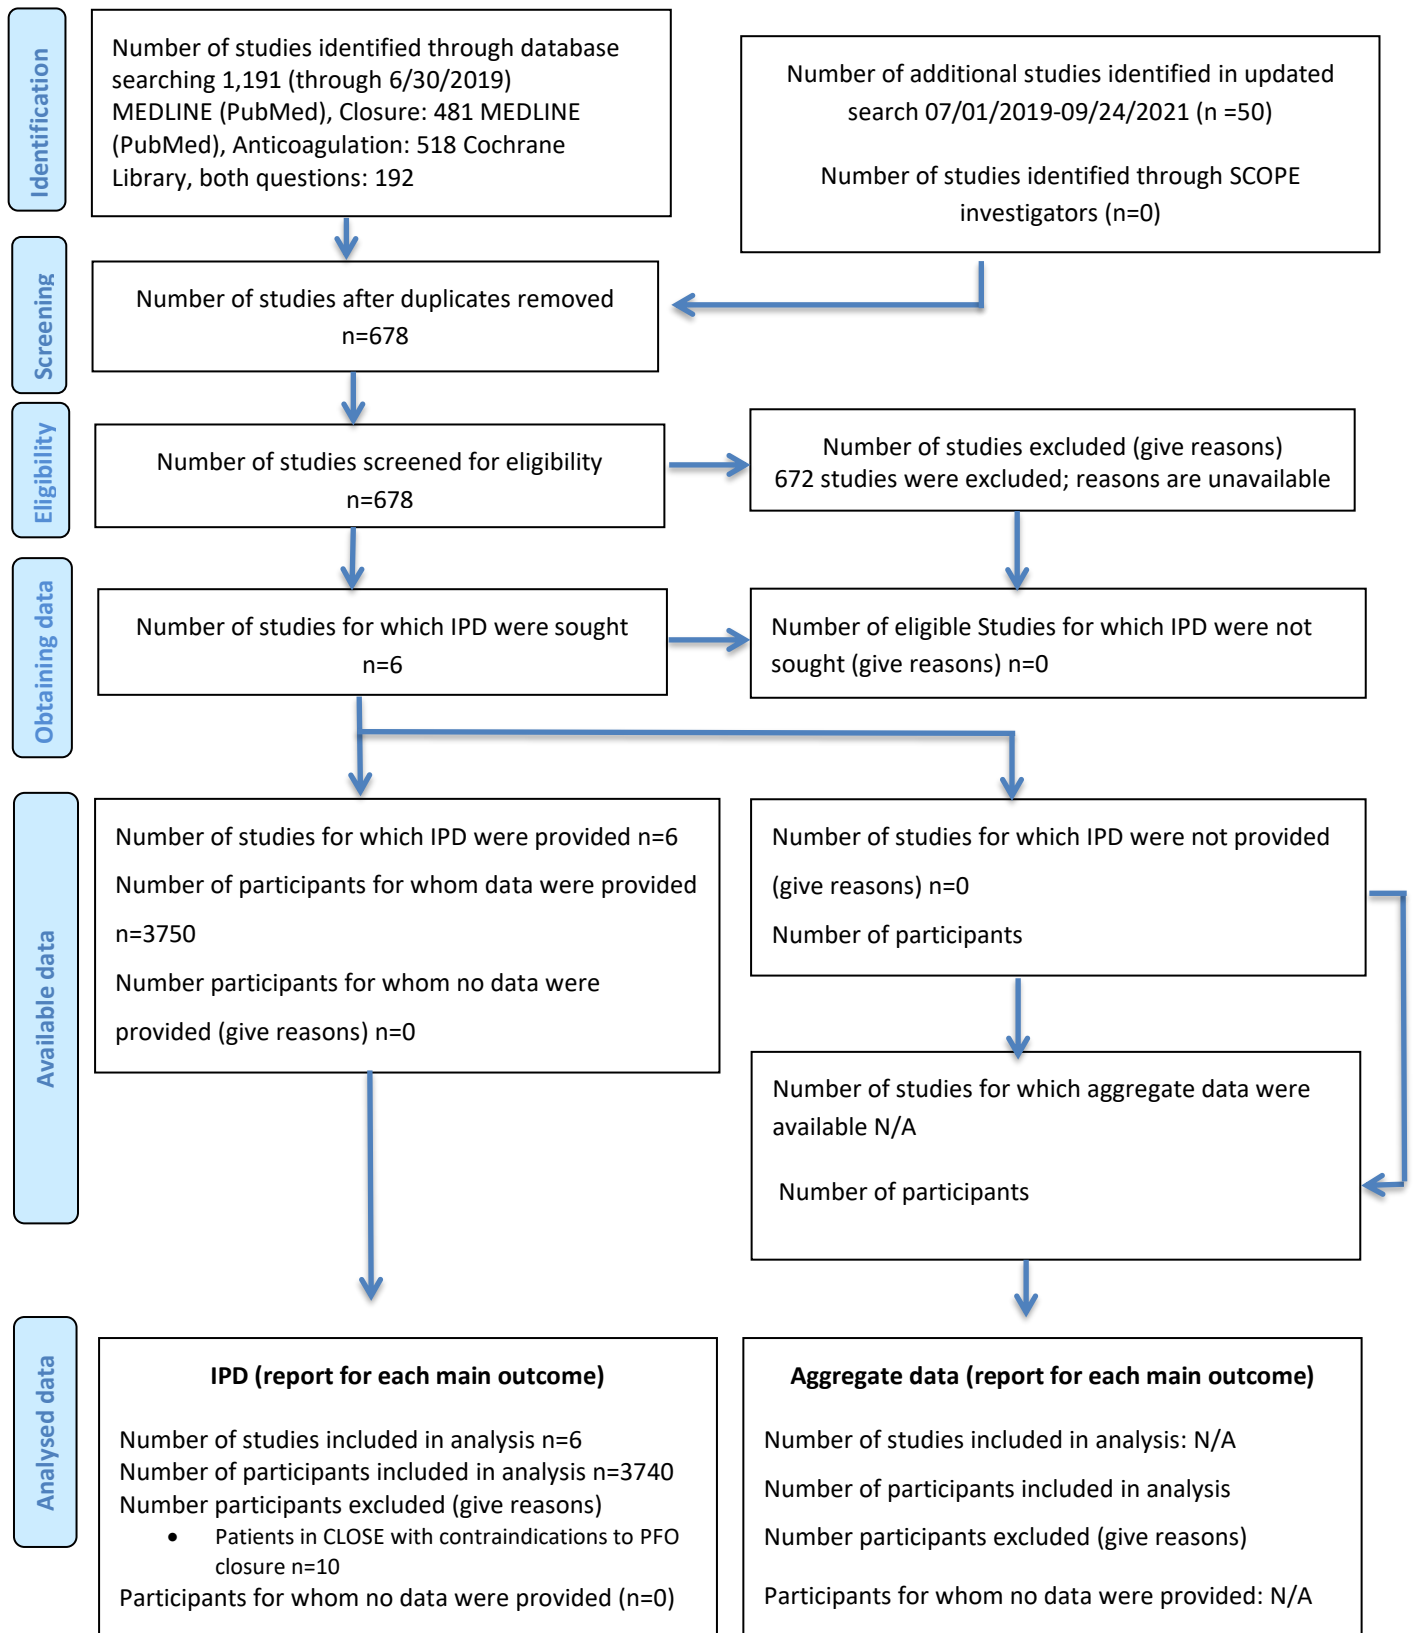 Identification
Number of studies identified through database
searching 1,191 (through 6/30/2019)
MEDLINE (PubMed), Closure: 481 MEDLINE
(PubMed), Anticoagulation: 518 Cochrane
Library, both questions: 192
Number of additional studies identified in updated
search 07/01/2019-09/24/2021 (n =50)
Number of studies identified through SCOPE
investigators (n=0)
Screening
Number of studies after duplicates removed
n=678
Eligibility
Number of studies screened for eligibility
n=678
Number of studies excluded (give reasons)
672 studies were excluded; reasons are unavailable
Obtaining data
Number of studies for which IPD were sought
n=6
Number of eligible Studies for which IPD were not
sought (give reasons) n=0
Available data
Number of studies for which IPD were provided n=6
Number of participants for whom data were provided
n=3750
Number participants for whom no data were
provided (give reasons) n=0
Number of studies for which IPD were not provided
(give reasons) n=0
Number of participants
Number of studies for which aggregate data were
available N/A
Number of participants
Analysed data
IPD (report for each main outcome)
Number of studies included in analysis n=6
Number of participants included in analysis n=3740
Number participants excluded (give reasons)
• Patients in CLOSE with contraindications to PFO
closure n=10
Participants for whom no data were provided (n=0)
Aggregate data (report for each main outcome)
Number of studies included in analysis: N/A
Number of participants included in analysis
Number participants excluded (give reasons)
Participants for whom no data were provided: N/A